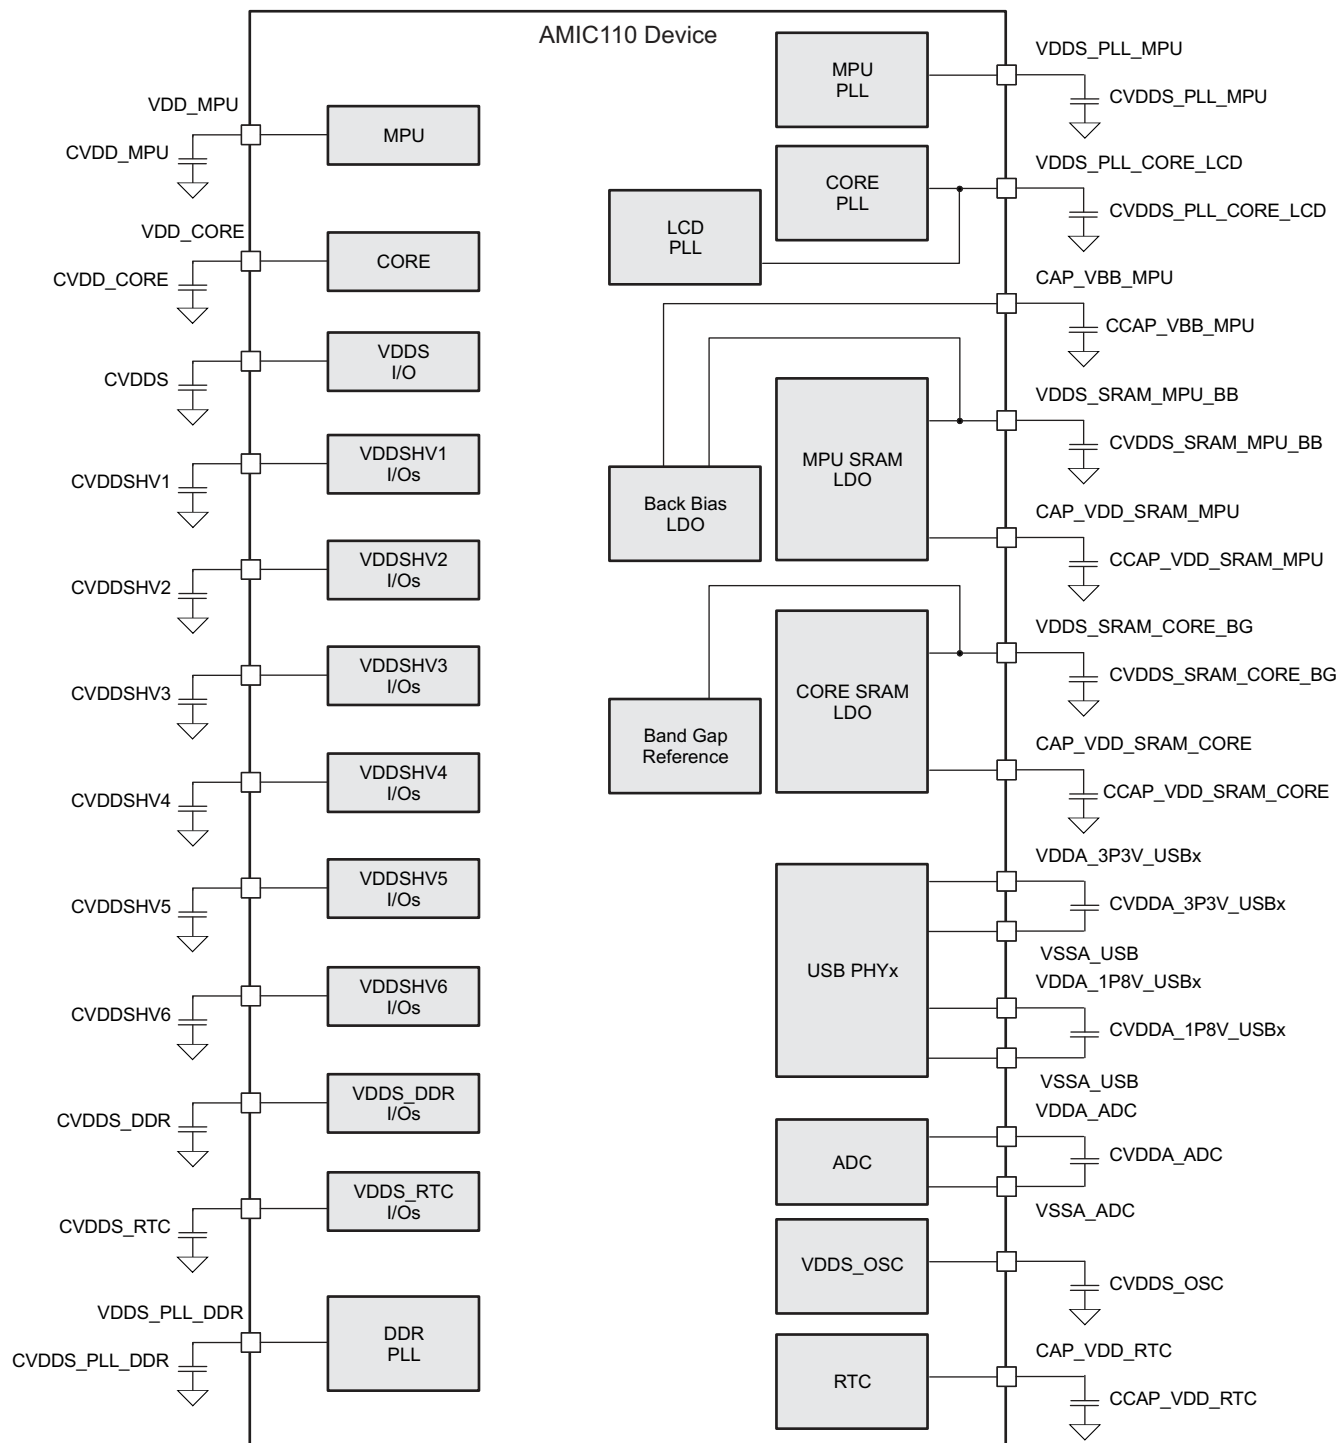 AMIC110 Device
VDD_MPU
CVDD_MPU
MPU
VDD_CORE
CVDD_CORE
CORE
CVDDS
VDDS
I/O
CVDDSHV1
VDDSHV1
I/Os
CVDDSHV2
VDDSHV2
I/Os
CVDDSHV3
VDDSHV3
I/Os
CVDDSHV4
VDDSHV4
I/Os
CVDDSHV5
VDDSHV5
I/Os
CVDDSHV6
VDDSHV6
I/Os
CVDDS_DDR
VDDS_DDR
I/Os
CVDDS_RTC
VDDS_RTC
I/Os
VDDS_PLL_DDR
CVDDS_PLL_DDR
DDR
PLL
MPU
PLL
VDDS_PLL_MPU
CVDDS_PLL_MPU
CORE
PLL
LCD
PLL
VDDS_PLL_CORE_LCD
CVDDS_PLL_CORE_LCD
CAP_VBB_MPU
CCAP_VBB_MPU
VDDS_SRAM_MPU_BB
CVDDS_SRAM_MPU_BB
MPU SRAM
LDO
Back Bias
LDO
CAP_VDD_SRAM_MPU
CCAP_VDD_SRAM_MPU
VDDS_SRAM_CORE_BG
CVDDS_SRAM_CORE_BG
CORE SRAM
LDO
Band Gap
Reference
CAP_VDD_SRAM_CORE
CCAP_VDD_SRAM_CORE
USB PHYx
VDDA_3P3V_USBx
CVDDA_3P3V_USBx
VSSA_USB
VDDA_1P8V_USBx
CVDDA_1P8V_USBx
VSSA_USB
VDDA_ADC
ADC
CVDDA_ADC
VSSA_ADC
VDDS_OSC
CVDDS_OSC
RTC
CAP_VDD_RTC
CCAP_VDD_RTC